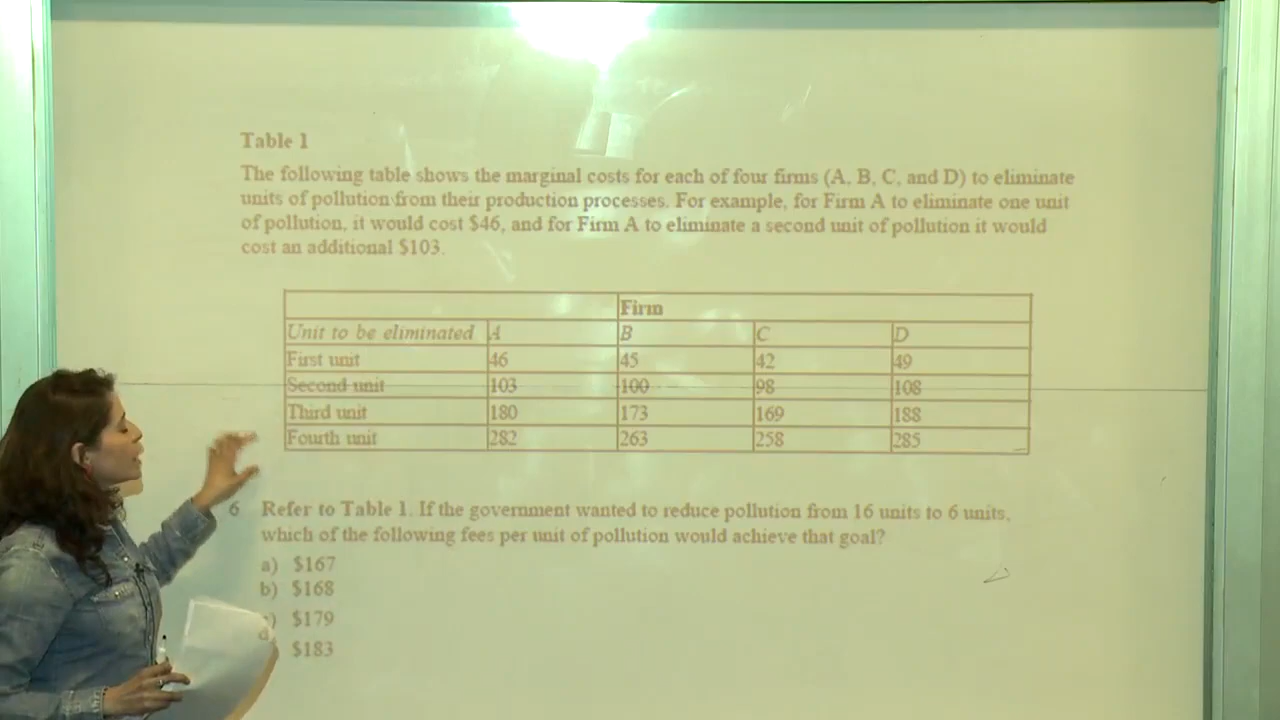 Table 1
The following table shows the marginal costs for each of four firms (A, B, C, and D) to eliminate
units of pollution from their production processes. For example, for Firm A to eliminate one unit
of pollution, it would cost $46, and for Firm A to eliminate a second unit of pollution it would
cost an additional $103.
Firm
Unit to be eliminated A B C D
First unit 46 45 42 49
Second unit 103 100 98 108
Third unit 180 173 169 188
Fourth unit 282 263 258 285
6 Refer to Table 1. If the government wanted to reduce pollution from 16 units to 6 units,
which of the following fees per unit of pollution would achieve that goal?
a) $167
b) $168
) $179
d $183